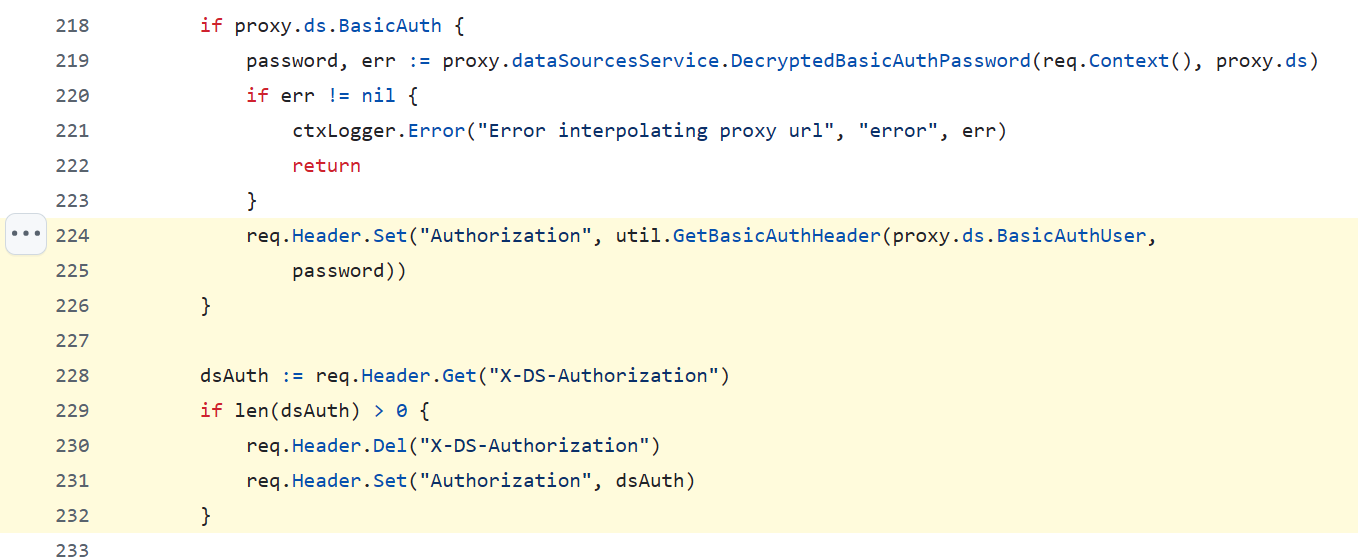 218 if proxy.ds.BasicAuth {
219 password, err := proxy.dataSourcesService.DecryptedBasicAuthPassword(req.Context(), proxy.ds)
220 if err != nil {
221 ctxLogger.Error("Error interpolating proxy url", "error", err)
222 return
223 }
224 req.Header.Set("Authorization", util.GetBasicAuthHeader(proxy.ds.BasicAuthUser,
225 password))
226 }
227
228 dsAuth := req.Header.Get("X-DS-Authorization")
229 if len(dsAuth) > 0 {
230 req.Header.Del("X-DS-Authorization")
231 req.Header.Set("Authorization", dsAuth)
232 }
233